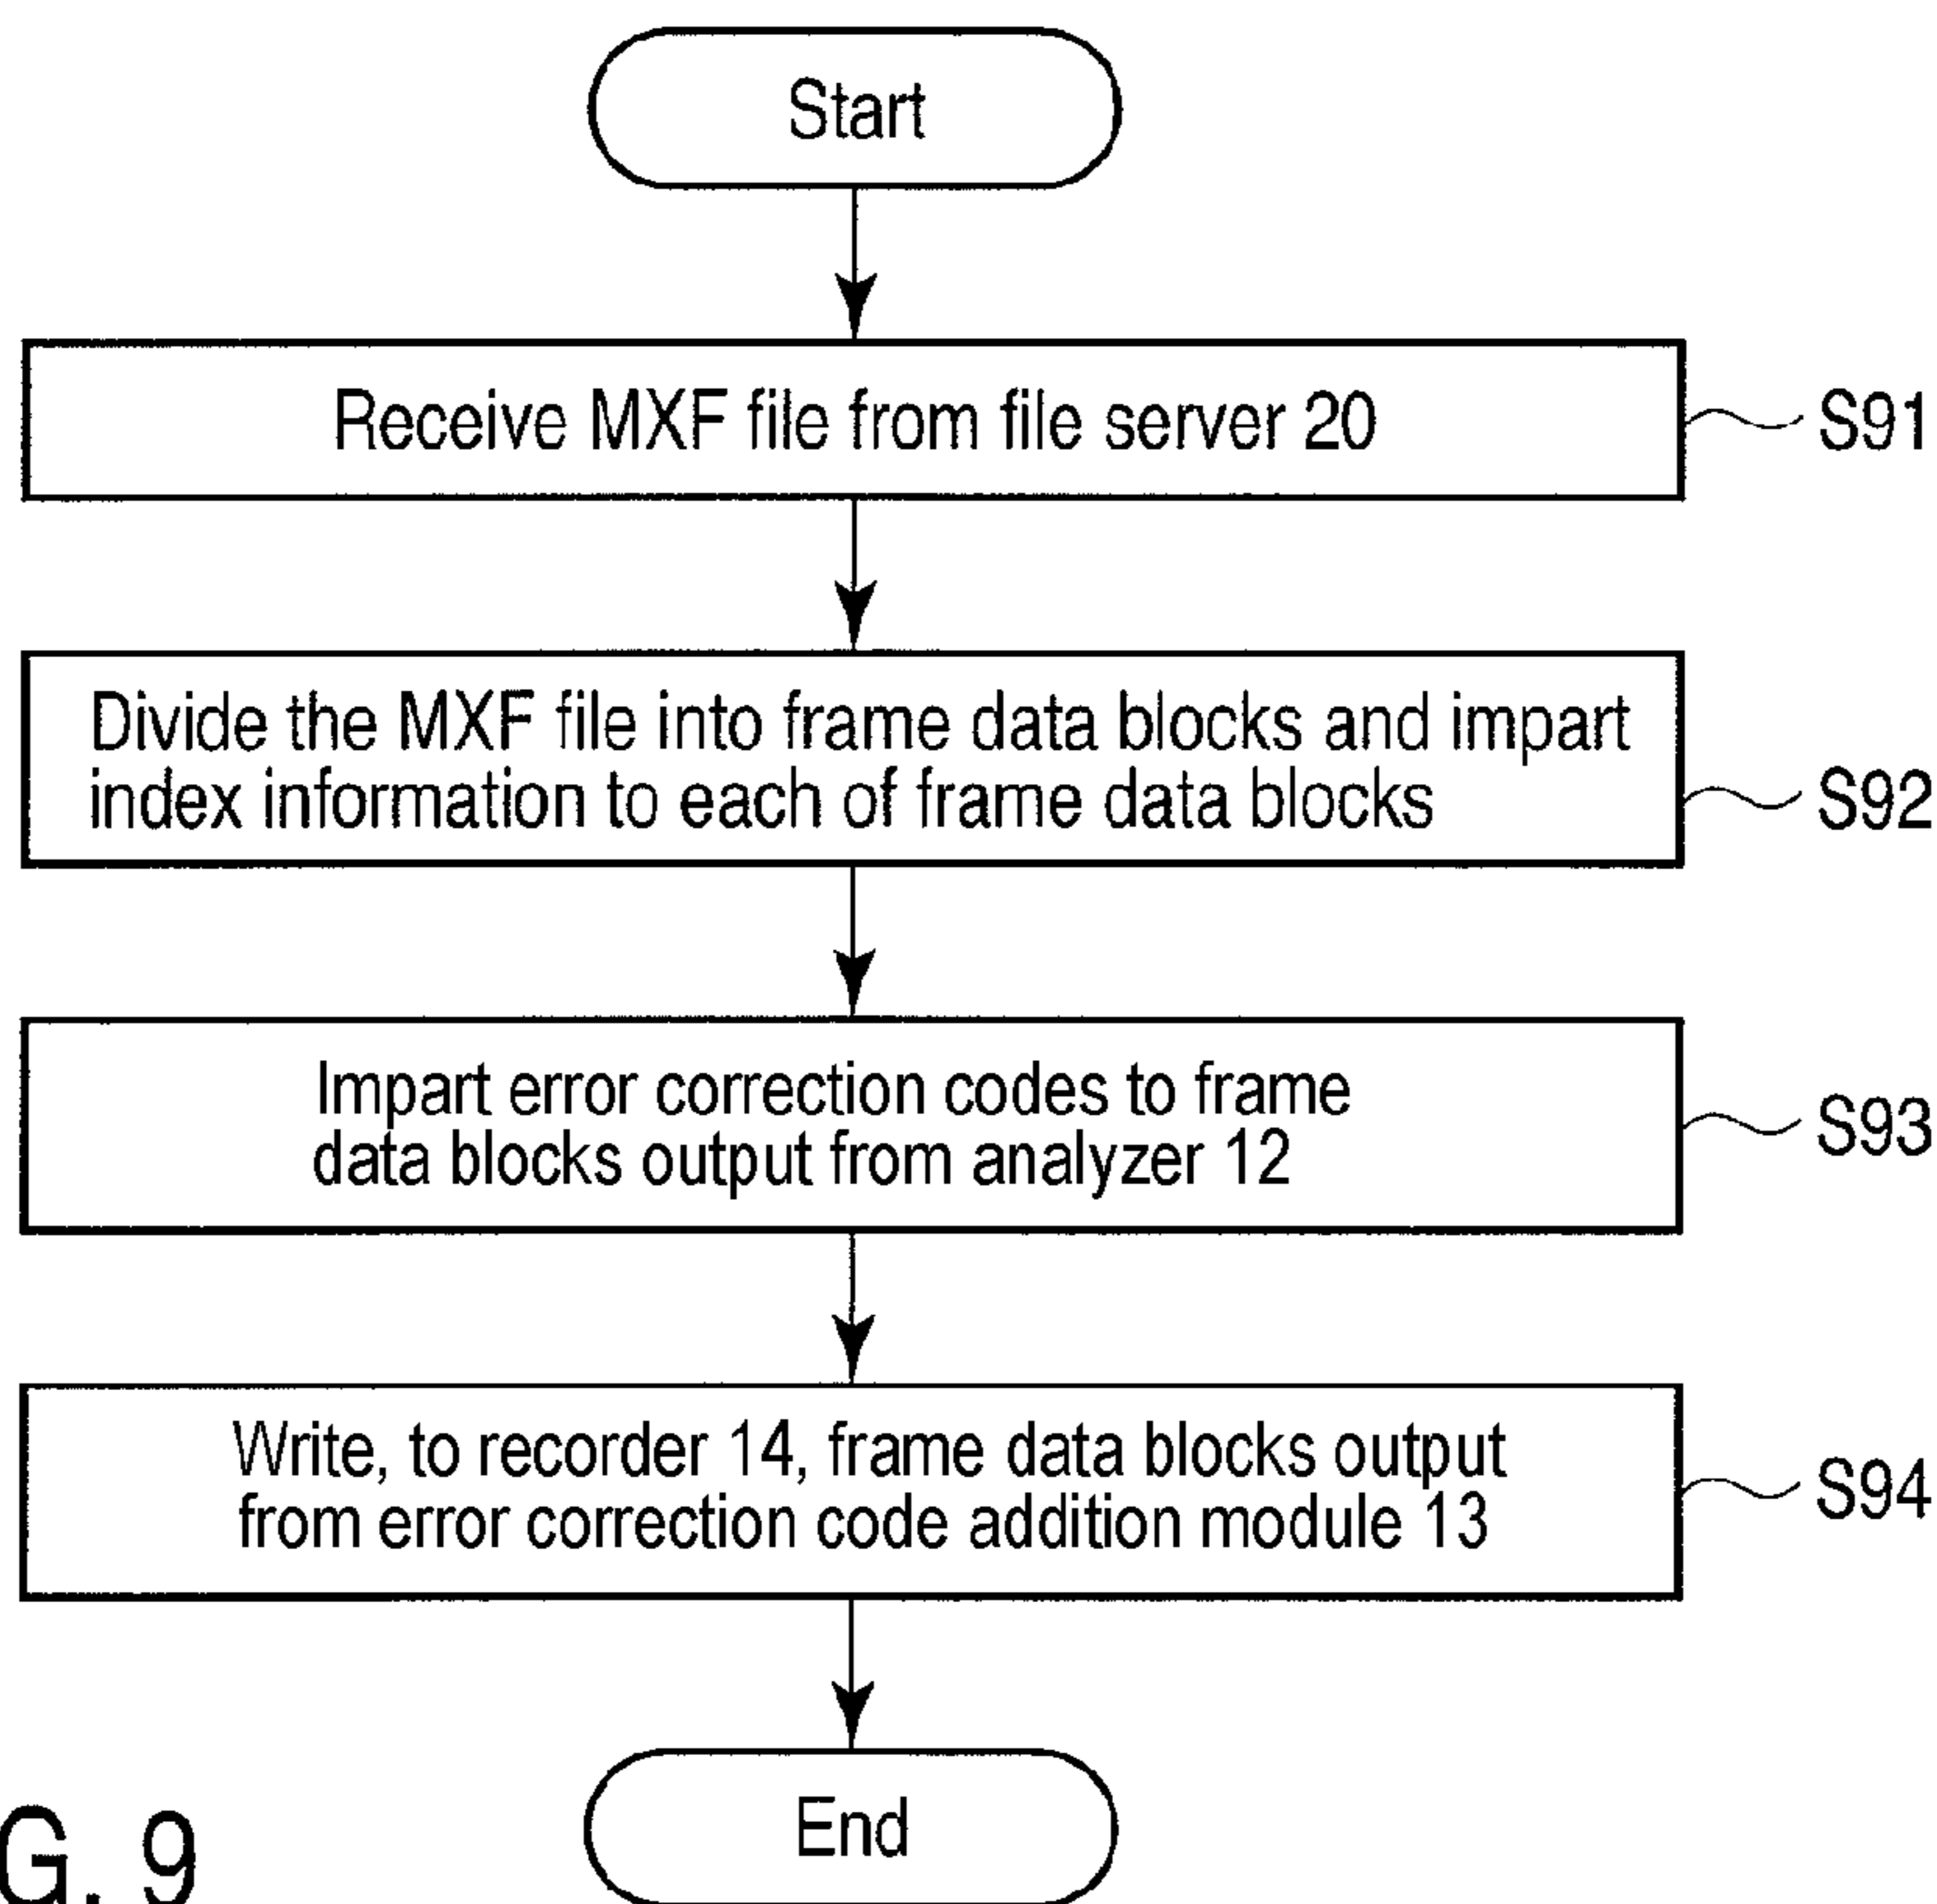 Start
Receive MXF file from file server 20
S91
Divide the MXF file into frame data blocks and impart
index information to each of frame data blocks
S92
Impart error correction codes to frame
data blocks output from analyzer 12
S93
Write, to recorder 14, frame data blocks output
from error correction code addition module 13
S94
End
G. 9